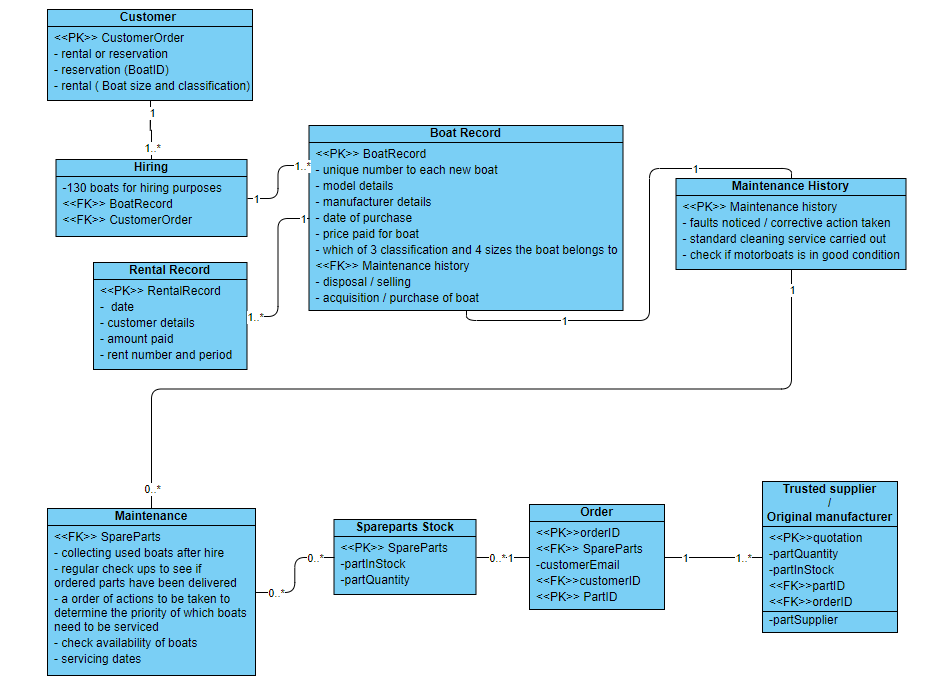 Customer
<<PK>> CustomerOrder
- rental or reservation
- reservation (BoatID)
- rental ( Boat size and classification)
1
1..*
Hiring
-130 boats for hiring purposes
<<FK>> BoatRecord
<<FK>> CustomerOrder
1
1..*
Boat Record
<<PK>> BoatRecord
- unique number to each new boat
- model details
- manufacturer details
- date of purchase
- price paid for boat
- which of 3 classification and 4 sizes the boat belongs to
<<FK>> Maintenance history
- disposal / selling
- acquisition / purchase of boat
1
1..*
Rental Record
<<PK>> RentalRecord
- date
- customer details
- amount paid
- rent number and period
1
1
Maintenance History
<<PK>> Maintenance history
- faults noticed / corrective action taken
- standard cleaning service carried out
- check if motorboats is in good condition
1
0..*
Maintenance
<<FK>> SpareParts
- collecting used boats after hire
- regular check ups to see if
ordered parts have been delivered
- a order of actions to be taken to
determine the priority of which boats
need to be serviced
- check availability of boats
- servicing dates
0..*
0..*
Spareparts Stock
<<PK>> SpareParts
-partInStock
-partQuantity
0..*
1
Order
<<PK>>orderID
<<FK>> SpareParts
-customerEmail
<<FK>>customerID
<<PK>> PartID
1
1..*
Trusted supplier
/
Original manufacturer
<<PK>>quotation
-partQuantity
-partInStock
<<FK>>partID
<<FK>>orderID
-partSupplier